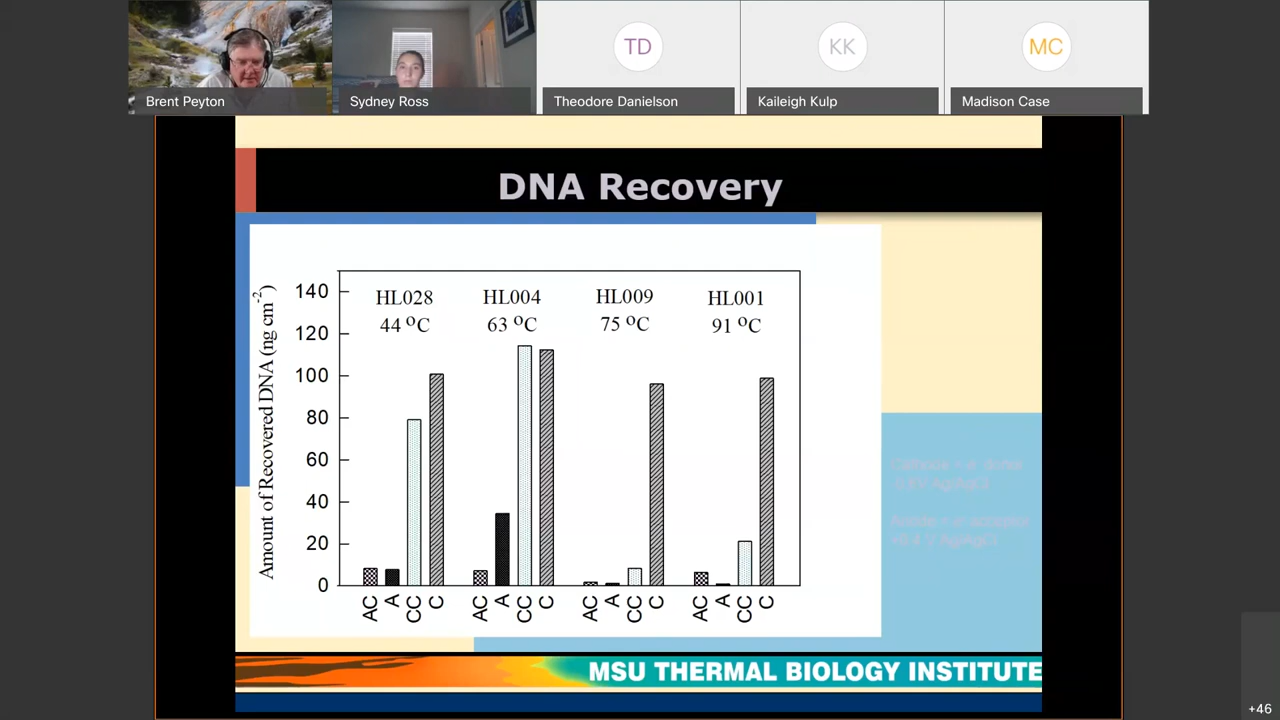 TD
KK
MC
Brent Peyton
Sydney Ross
Theodore Danielson
Kaileigh Kulp
Madison Case
DNA Recovery
Amount of Recovered DNA (ng cm-2)
140
120
100
80
60
40
20
0
HL028
44 oC
HL004
63 oC
HL009
75 oC
HL001
91 oC
AC A CC C AC A CC C AC A CC C AC A CC C
MSU THERMAL BIOLOGY INSTITUTE
+46